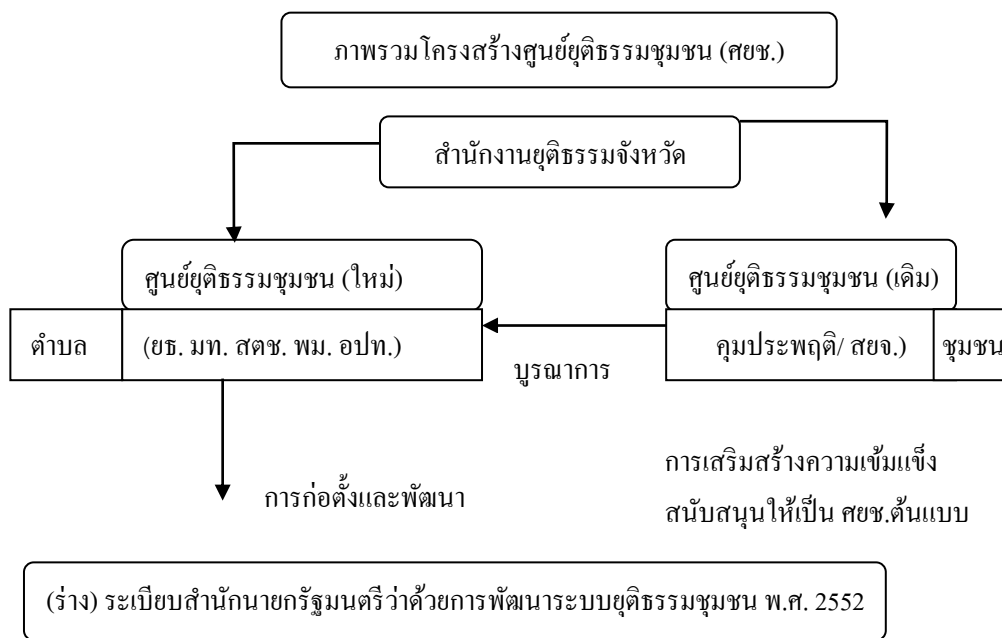 ภาพรวมโครงสร้างศูนย์ยุติธรรมชุมชน (ศยช.)
สำนักงานยุติธรรมจังหวัด
ศูนย์ยุติธรรมชุมชน (ใหม่)
ศูนย์ยุติธรรมชุมชน (เดิม)
ตำบล
(ยธ. มท. สตช. พม. อปท.)
คุมประพฤติ/ สยจ.)
ชุมชน
บูรณาการ
การก่อตั้งและพัฒนา
การเสริมสร้างความเข้มแข็ง
สนับสนุนให้เป็น ศยช.ต้นแบบ
(ร่าง) ระเบียบสำนักนายกรัฐมนตรีว่าด้วยการพัฒนาระบบยุติธรรมชุมชน พ.ศ. 2552